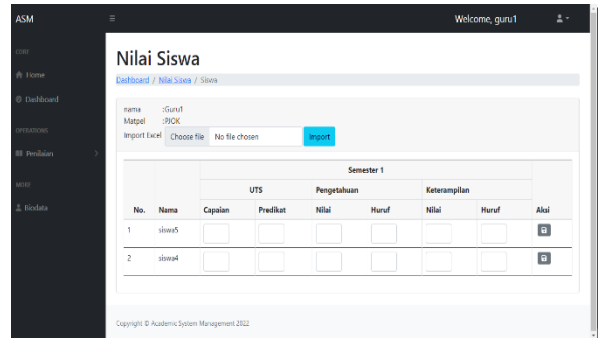 ASM
Welcome, guru1
CORE
Home
Dashboard
OPERATIONS
Penilaian
MORE
Biodata
Nilai Siswa
Dashboard / Nilai Siswa / Siswa
nama :Guru1
Matpel :PJOK
Import Excel Choose file No file chosen Import
Semester 1
UTS Pengetahuan Keterampilan
No. Nama Capaian Predikat Nilai Huruf Nilai Huruf Aksi
1 siswa5
2 siswa4
Copyright © Academic System Management 2022